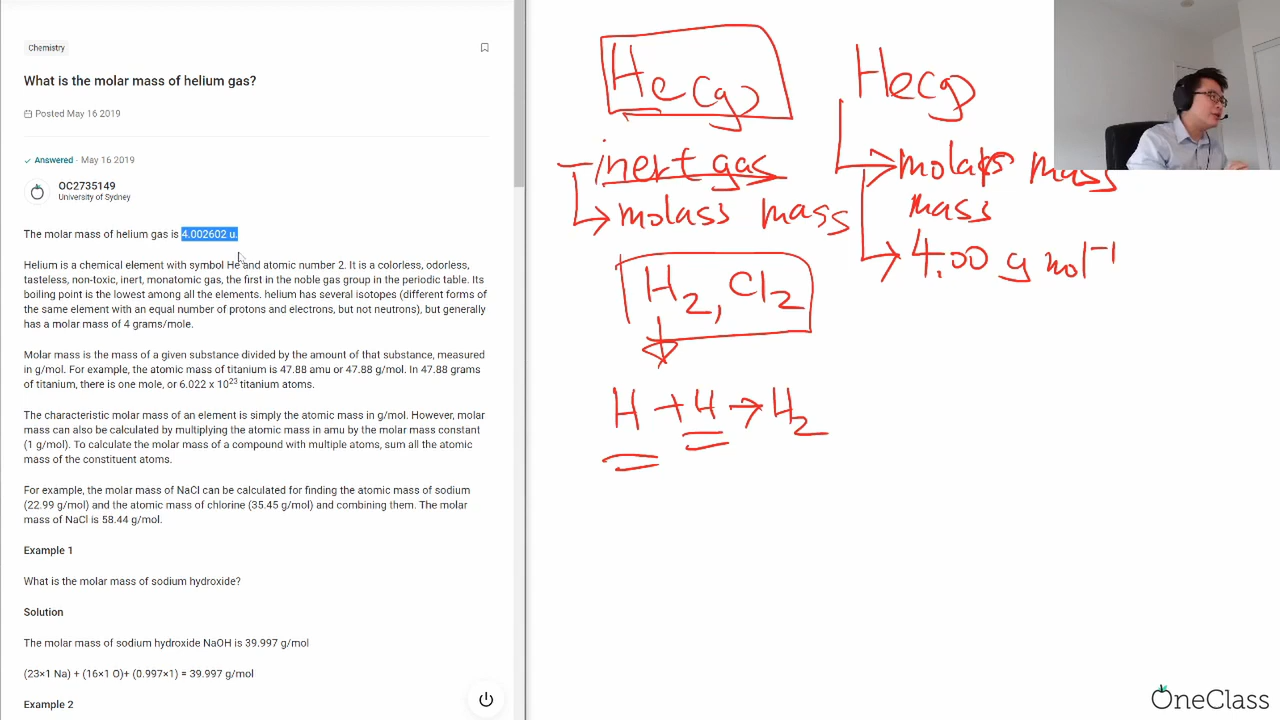 Chemistry
What is the molar mass of helium gas?
Posted May 16 2019
Answered • May 16 2019
OC2735149
University of Sydney
The molar mass of helium gas is 4.002602 u.
Helium is a chemical element with symbol He and atomic number 2. It is a colorless, odorless,
tasteless, non-toxic, inert, monatomic gas, the first in the noble gas group in the periodic table. Its
boiling point is the lowest among all the elements. helium has several isotopes (different forms of
the same element with an equal number of protons and electrons, but not neutrons), but generally
has a molar mass of 4 grams/mole.
Molar mass is the mass of a given substance divided by the amount of that substance, measured
in g/mol. For example, the atomic mass of titanium is 47.88 amu or 47.88 g/mol. In 47.88 grams
of titanium, there is one mole, or 6.022 x 10²³ titanium atoms.
The characteristic molar mass of an element is simply the atomic mass in g/mol. However, molar
mass can also be calculated by multiplying the atomic mass in amu by the molar mass constant
(1 g/mol). To calculate the molar mass of a compound with multiple atoms, sum all the atomic
mass of the constituent atoms.
For example, the molar mass of NaCl can be calculated for finding the atomic mass of sodium
(22.99 g/mol) and the atomic mass of chlorine (35.45 g/mol) and combining them. The molar
mass of NaCl is 58.44 g/mol.
Example 1
What is the molar mass of sodium hydroxide?
Solution
The molar mass of sodium hydroxide NaOH is 39.997 g/mol
(23×1 Na) + (16×1 O)+ (0.997×1) = 39.997 g/mol
Example 2
He(g)
inert gas
molass mass
H₂, Cl₂
H + H → H₂
He(g)
mass
mass
4.00 g mol⁻¹
OneClass